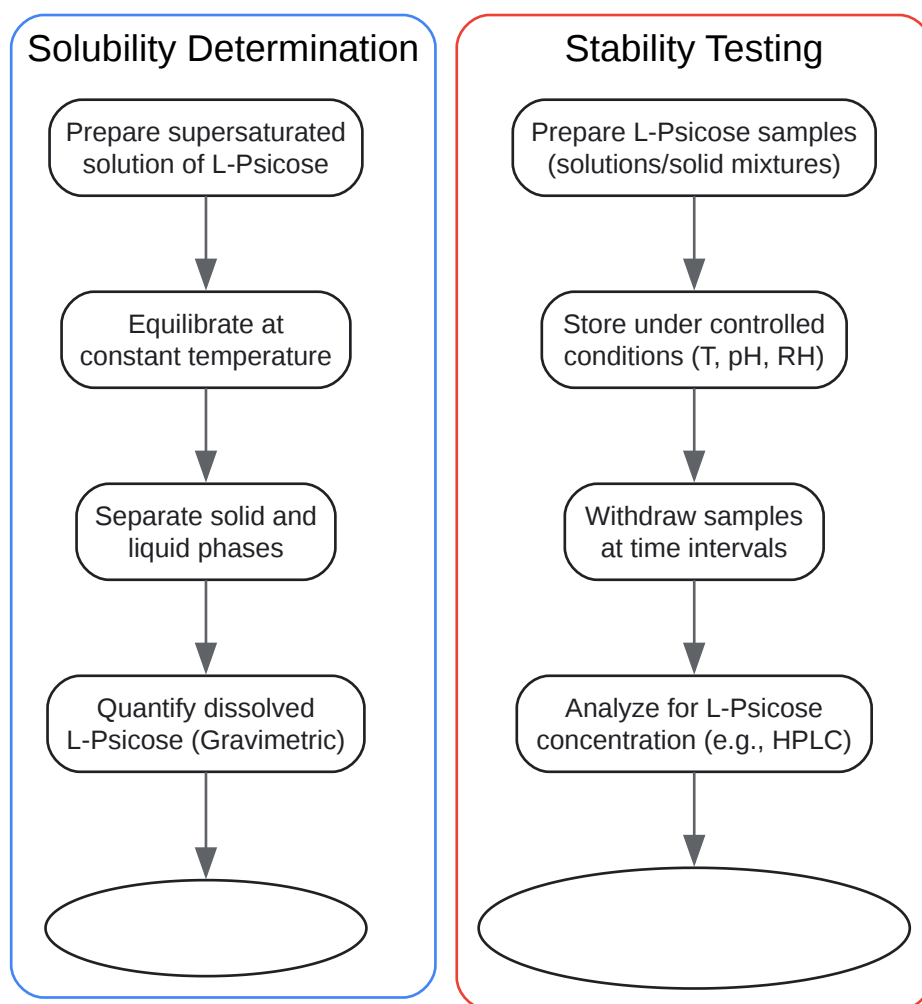 Solubility Determination
Prepare supersaturated
solution of L-Psicose
Equilibrate at
constant temperature
Separate solid and
liquid phases
Quantify dissolved
L-Psicose (Gravimetric)
Stability Testing
Prepare L-Psicose samples
(solutions/solid mixtures)
Store under controlled
conditions (T, pH, RH)
Withdraw samples
at time intervals
Analyze for L-Psicose
concentration (e.g., HPLC)